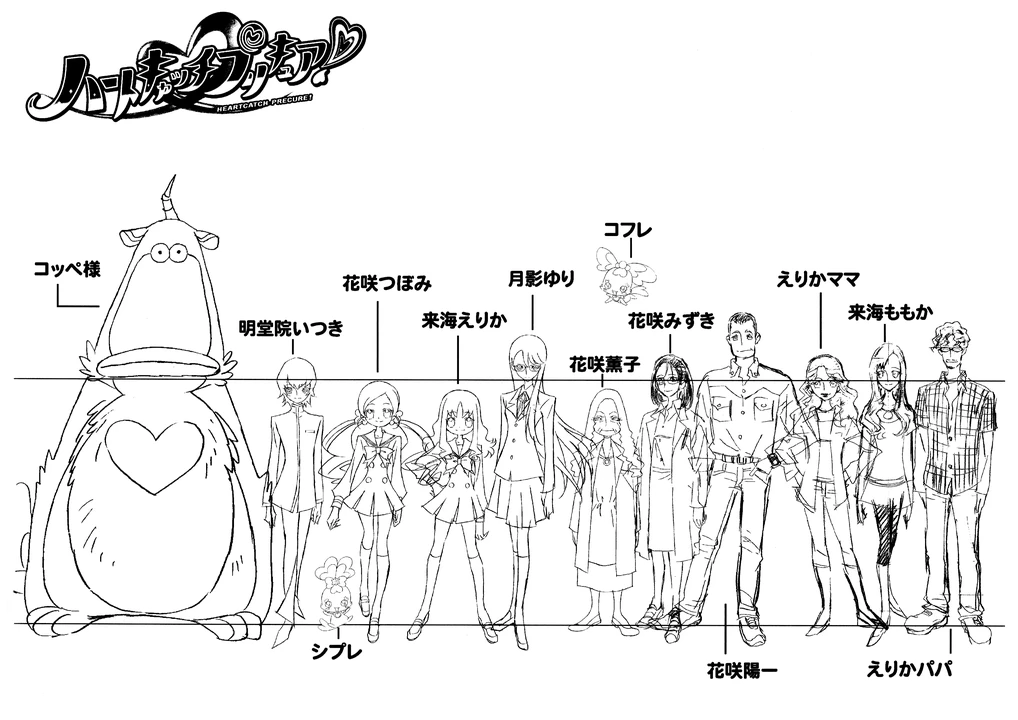 ハートキャッチプリキュア!
HEARTCATCH PRECURE!
コッペ様
明堂院いつき
花咲つぼみ
来海えりか
月影ゆり
コフレ
花咲薫子
花咲みずき
えりかママ
来海ももか
シプレ
花咲陽一
えりかパパ